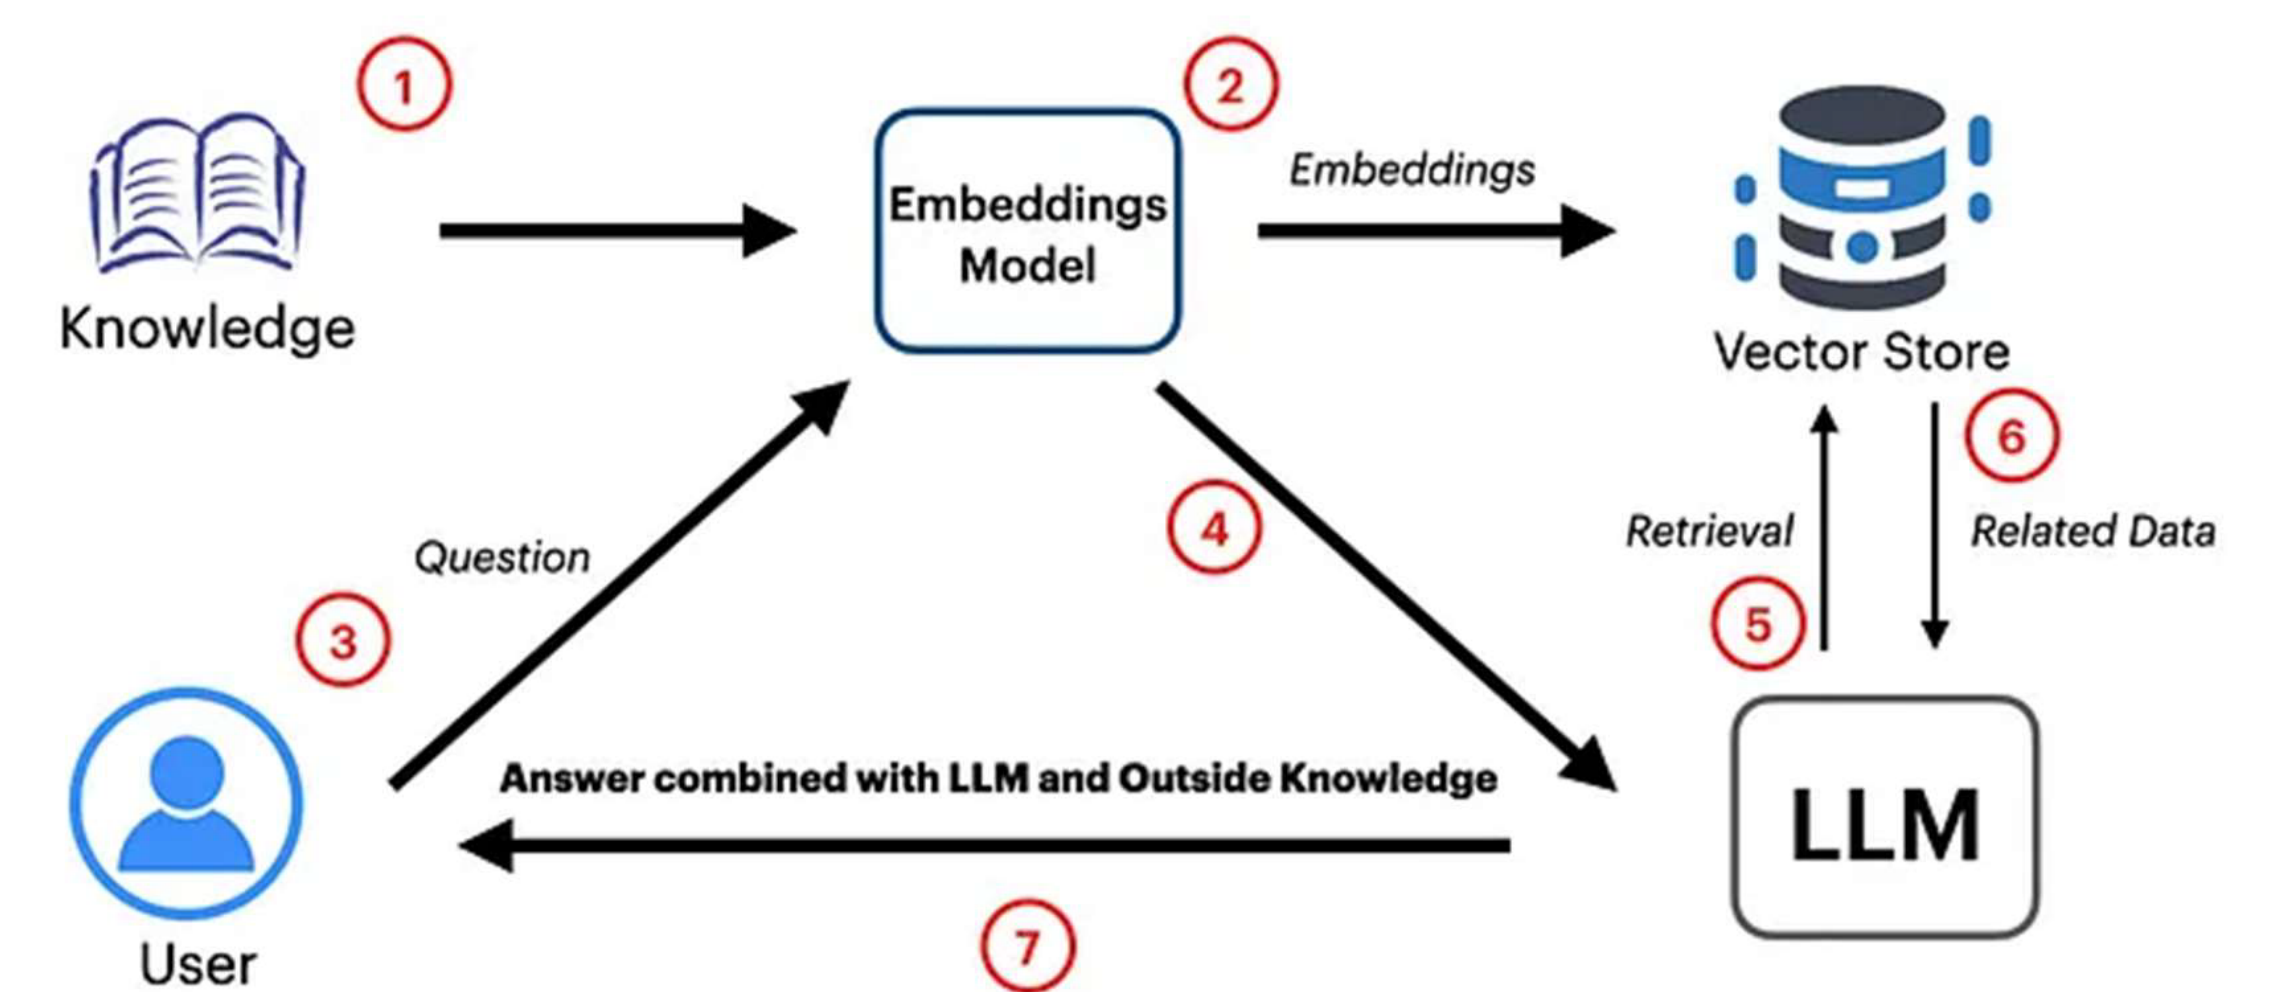 1
2
Embeddings
Embeddings
Model
Knowledge
Vector Store
6
4
Question
Retrieval
Related Data
3
5
Answer combined with LLM and Outside Knowledge
LLM
7
User